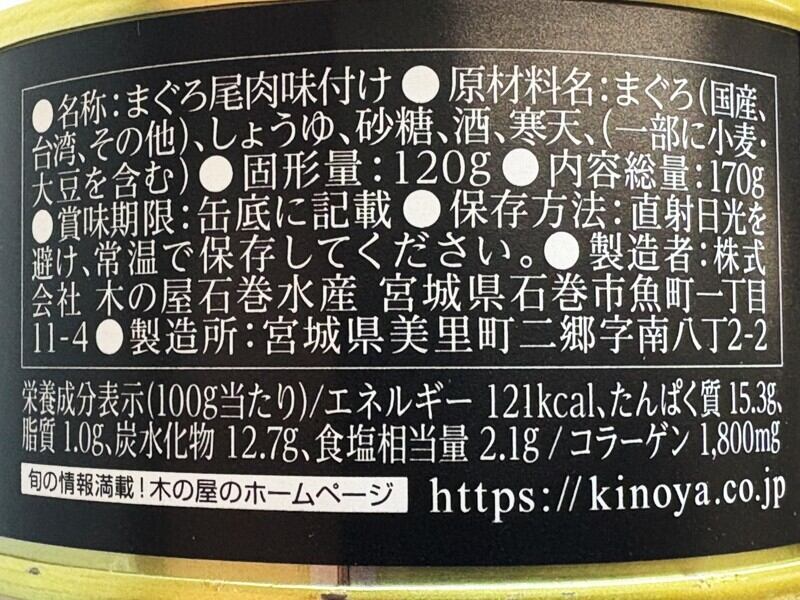 ●名称:まぐろ尾肉味付け ●原材料名:まぐろ(国産、
台湾、その他)、しょうゆ、砂糖、酒、寒天、(一部に小麦・
大豆を含む) ●固形量:120g ●内容総量:170g
●賞味期限:缶底に記載 ●保存方法:直射日光を
避け、常温で保存してください。●製造者:株式
会社 木の屋石巻水産 宮城県石巻市魚町一丁目
11-4 ●製造所:宮城県美里町二郷字南八丁2-2
栄養成分表示(100g当たり)/エネルギー 121kcal、たんぱく質 15.3g、
脂質 1.0g、炭水化物 12.7g、食塩相当量 2.1g / コラーゲン 1,800mg
旬の情報満載!木の屋のホームページ https://kinoya.co.jp